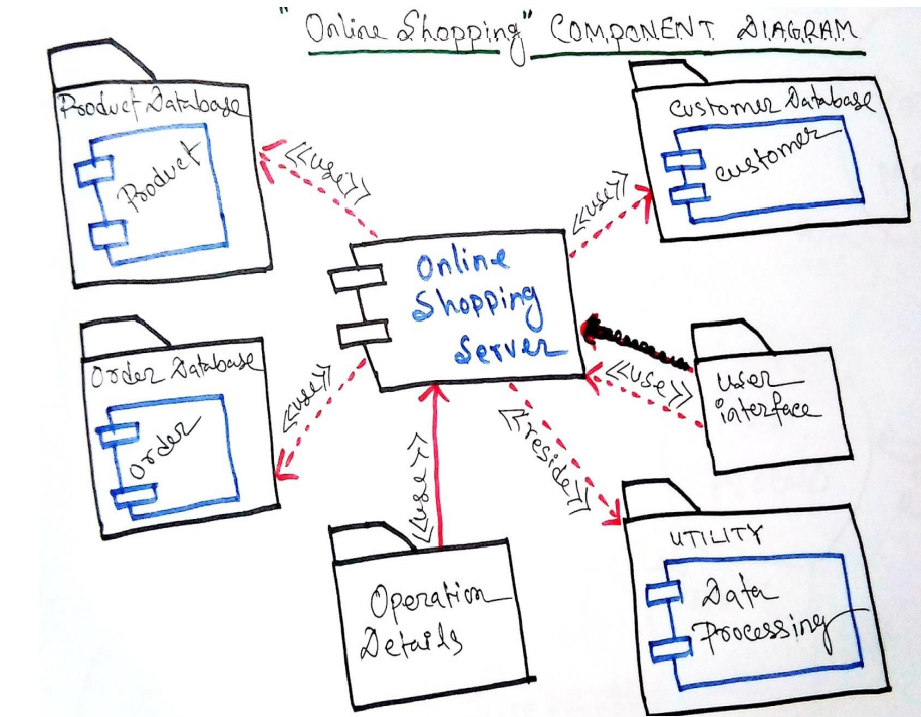 "Online Shopping" COMPONENT DIAGRAM
Product Database
Product
<<use>>
Customer Database
Customer
<<use>>
Online
Shopping
Server
Order Database
Order
<<use>>
<<use>>
User
interface
<<use>>
<<reside>>
Operation
Details
UTILITY
Data
Processing